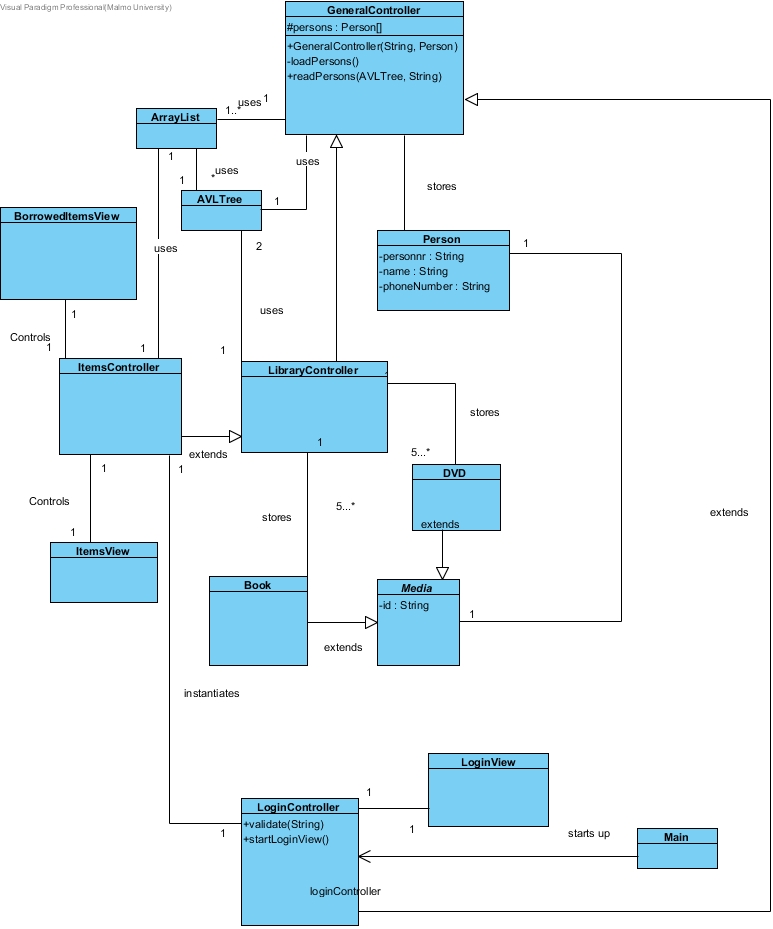 Visual Paradigm Professional(Malmo University)
GeneralController
#persons : Person[]
+GeneralController(String, Person)
-loadPersons()
+readPersons(AVLTree, String)
uses
1
1..*
ArrayList
1
uses
*
1
uses
AVLTree
1
stores
BorrowedItemsView
Person
-personnr : String
-name : String
-phoneNumber : String
1
uses
2
1
Controls
1
uses
1
1
ItemsController
LibraryController
1
stores
extends
1
1
5...*
DVD
extends
Controls
1
stores
5...*
extends
ItemsView
Book
Media
-id : String
1
extends
instantiates
LoginView
1
LoginController
+validate(String)
+startLoginView()
1
1
starts up
Main
loginController